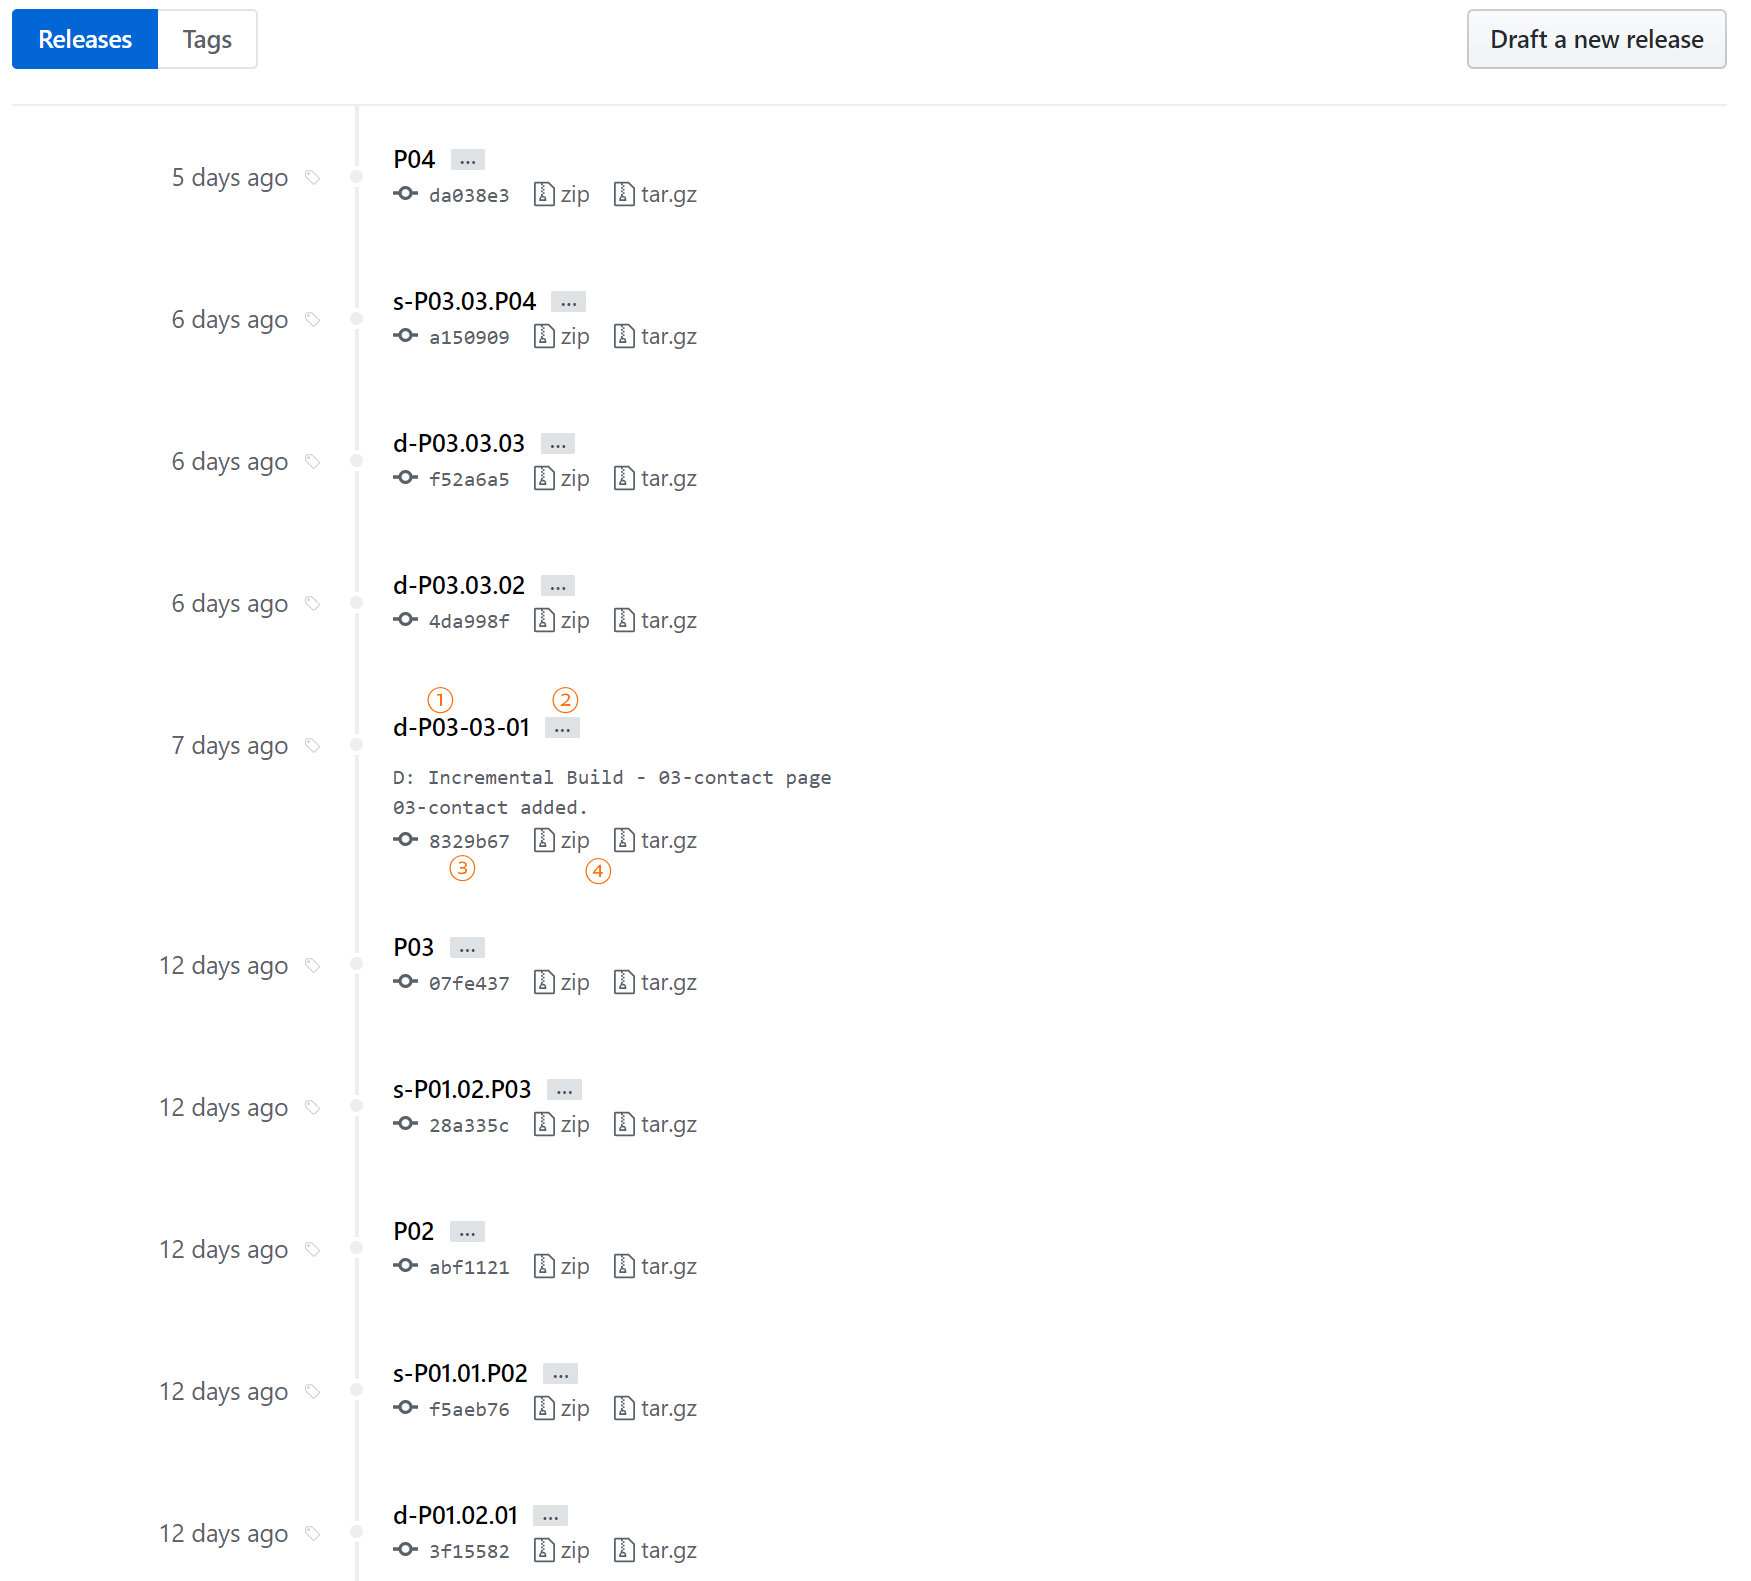 Releases Tags Draft a new release
P04 ...
5 days ago
da038e3 zip tar.gz
s-P03.03.P04 ...
6 days ago
a150909 zip tar.gz
d-P03.03.03 ...
6 days ago
f52a6a5 zip tar.gz
d-P03.03.02 ...
6 days ago
4da998f zip tar.gz
① ②
d-P03-03-01 ...
7 days ago
D: Incremental Build - 03-contact page
03-contact added.
8329b67 zip tar.gz
③ ④
P03 ...
12 days ago
07fe437 zip tar.gz
s-P01.02.P03 ...
12 days ago
28a335c zip tar.gz
P02 ...
12 days ago
abf1121 zip tar.gz
s-P01.01.P02 ...
12 days ago
f5aeb76 zip tar.gz
d-P01.02.01 ...
12 days ago
3f15582 zip tar.gz